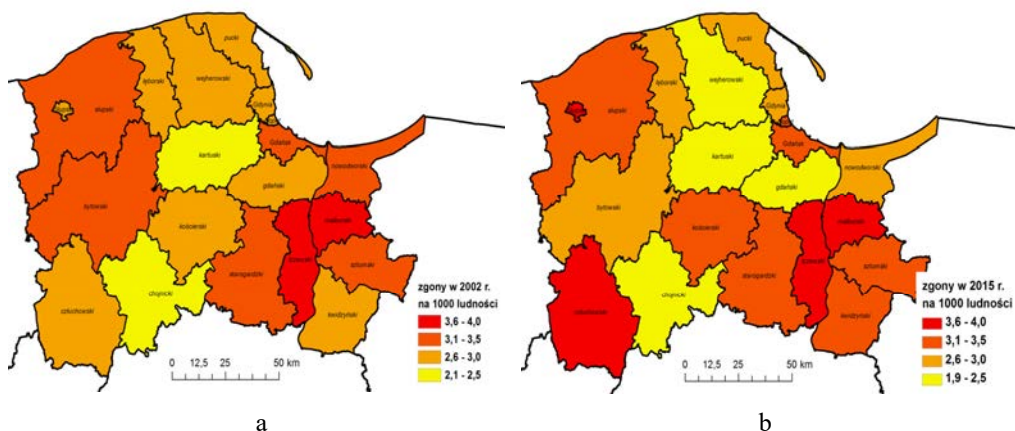 pucki
lęborski
wejherowski
Gdynia
słupski
kartuski
Gdańsk
nowodworski
gdański
bytowski
kościerski
malborski
starogardzki
tczewski
sztumski
chojnicki
człuchowski
kwidzyński
zgony w 2002 r.
na 1000 ludności
3,6 - 4,0
3,1 - 3,5
2,6 - 3,0
2,1 - 2,5
0 12,5 25 50 km
a
pucki
lęborski
wejherowski
Gdynia
słupski
kartuski
Gdańsk
nowodworski
gdański
bytowski
kościerski
malborski
starogardzki
tczewski
sztumski
chojnicki
człuchowski
kwidzyński
zgony w 2015 r.
na 1000 ludności
3,6 - 4,0
3,1 - 3,5
2,6 - 3,0
1,9 - 2,5
0 12,5 25 50 km
b